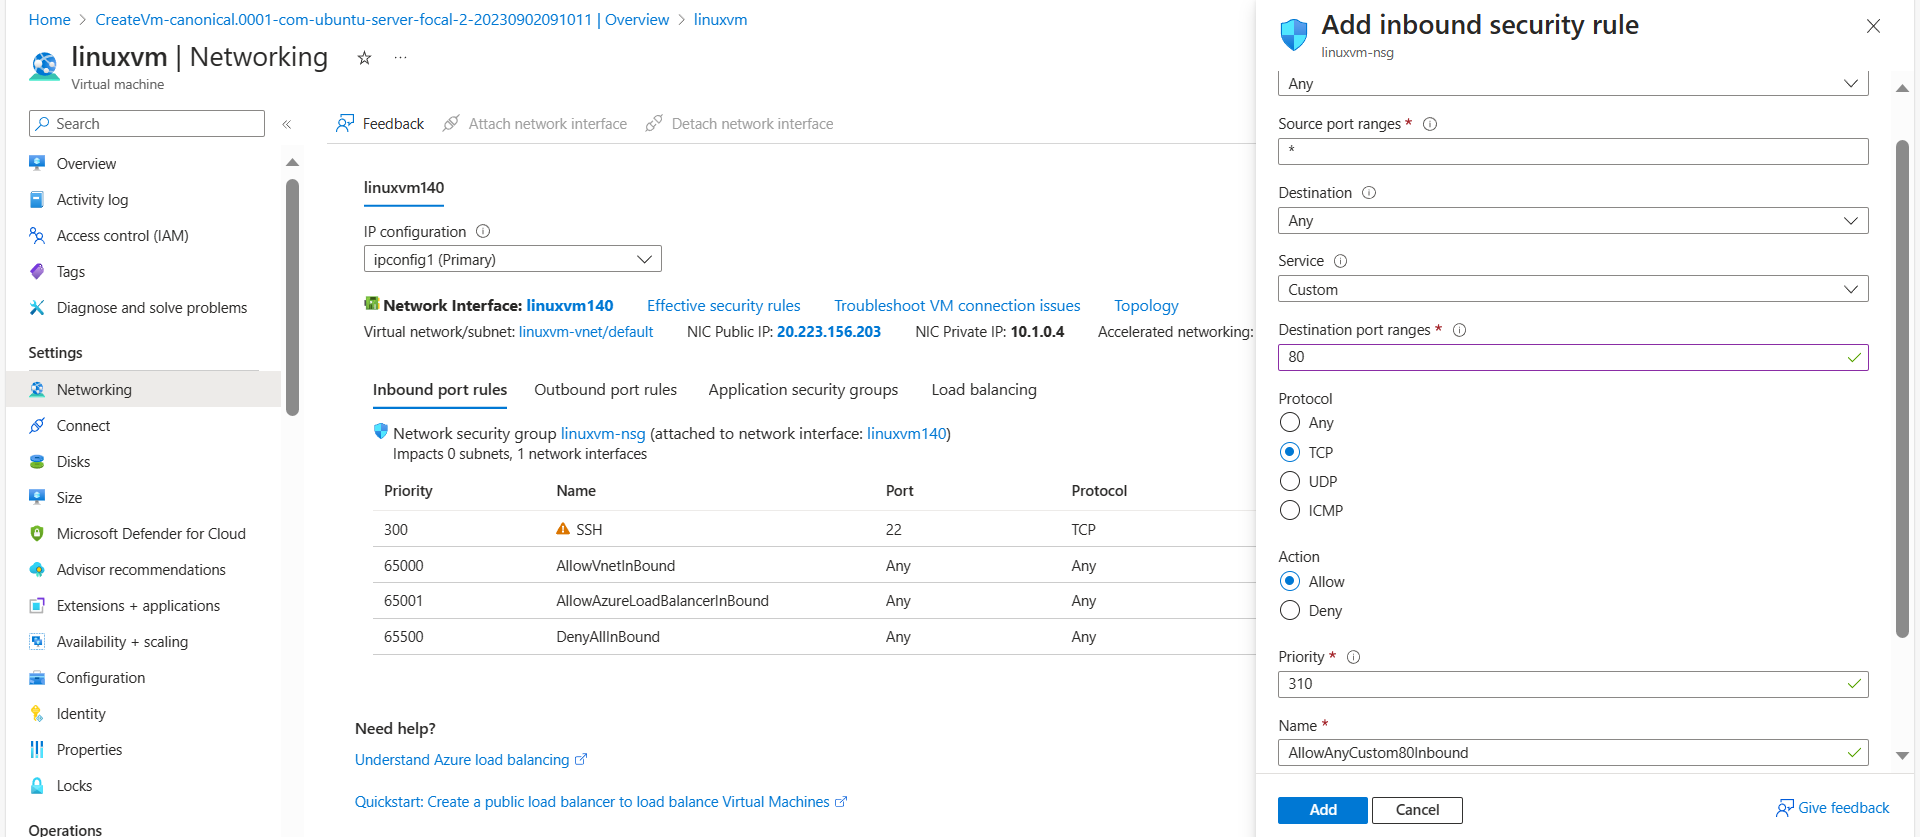 Home > CreateVm-canonical.0001-com-ubuntu-server-focal-2-20230902091011 | Overview > linuxvm
linuxvm | Networking ☆ ...
Virtual machine
Search «
Overview
Activity log
Access control (IAM)
Tags
Diagnose and solve problems
Settings
Networking
Connect
Disks
Size
Microsoft Defender for Cloud
Advisor recommendations
Extensions + applications
Availability + scaling
Configuration
Identity
Properties
Locks
Operations
Feedback Attach network interface Detach network interface
linuxvm140
IP configuration
ipconfig1 (Primary)
Network Interface: linuxvm140 Effective security rules Troubleshoot VM connection issues Topology
Virtual network/subnet: linuxvm-vnet/default NIC Public IP: 20.223.156.203 NIC Private IP: 10.1.0.4 Accelerated networking:
Inbound port rules Outbound port rules Application security groups Load balancing
Network security group linuxvm-nsg (attached to network interface: linuxvm140)
Impacts 0 subnets, 1 network interfaces
Priority Name Port Protocol
300 SSH 22 TCP
65000 AllowVnetInBound Any Any
65001 AllowAzureLoadBalancerInBound Any Any
65500 DenyAllInBound Any Any
Need help?
Understand Azure load balancing
Quickstart: Create a public load balancer to load balance Virtual Machines
Add inbound security rule
linuxvm-nsg
Any
Source port ranges *
*
Destination
Any
Service
Custom
Destination port ranges *
80
Protocol
Any
TCP
UDP
ICMP
Action
Allow
Deny
Priority *
310
Name *
AllowAnyCustom80Inbound
Add Cancel Give feedback